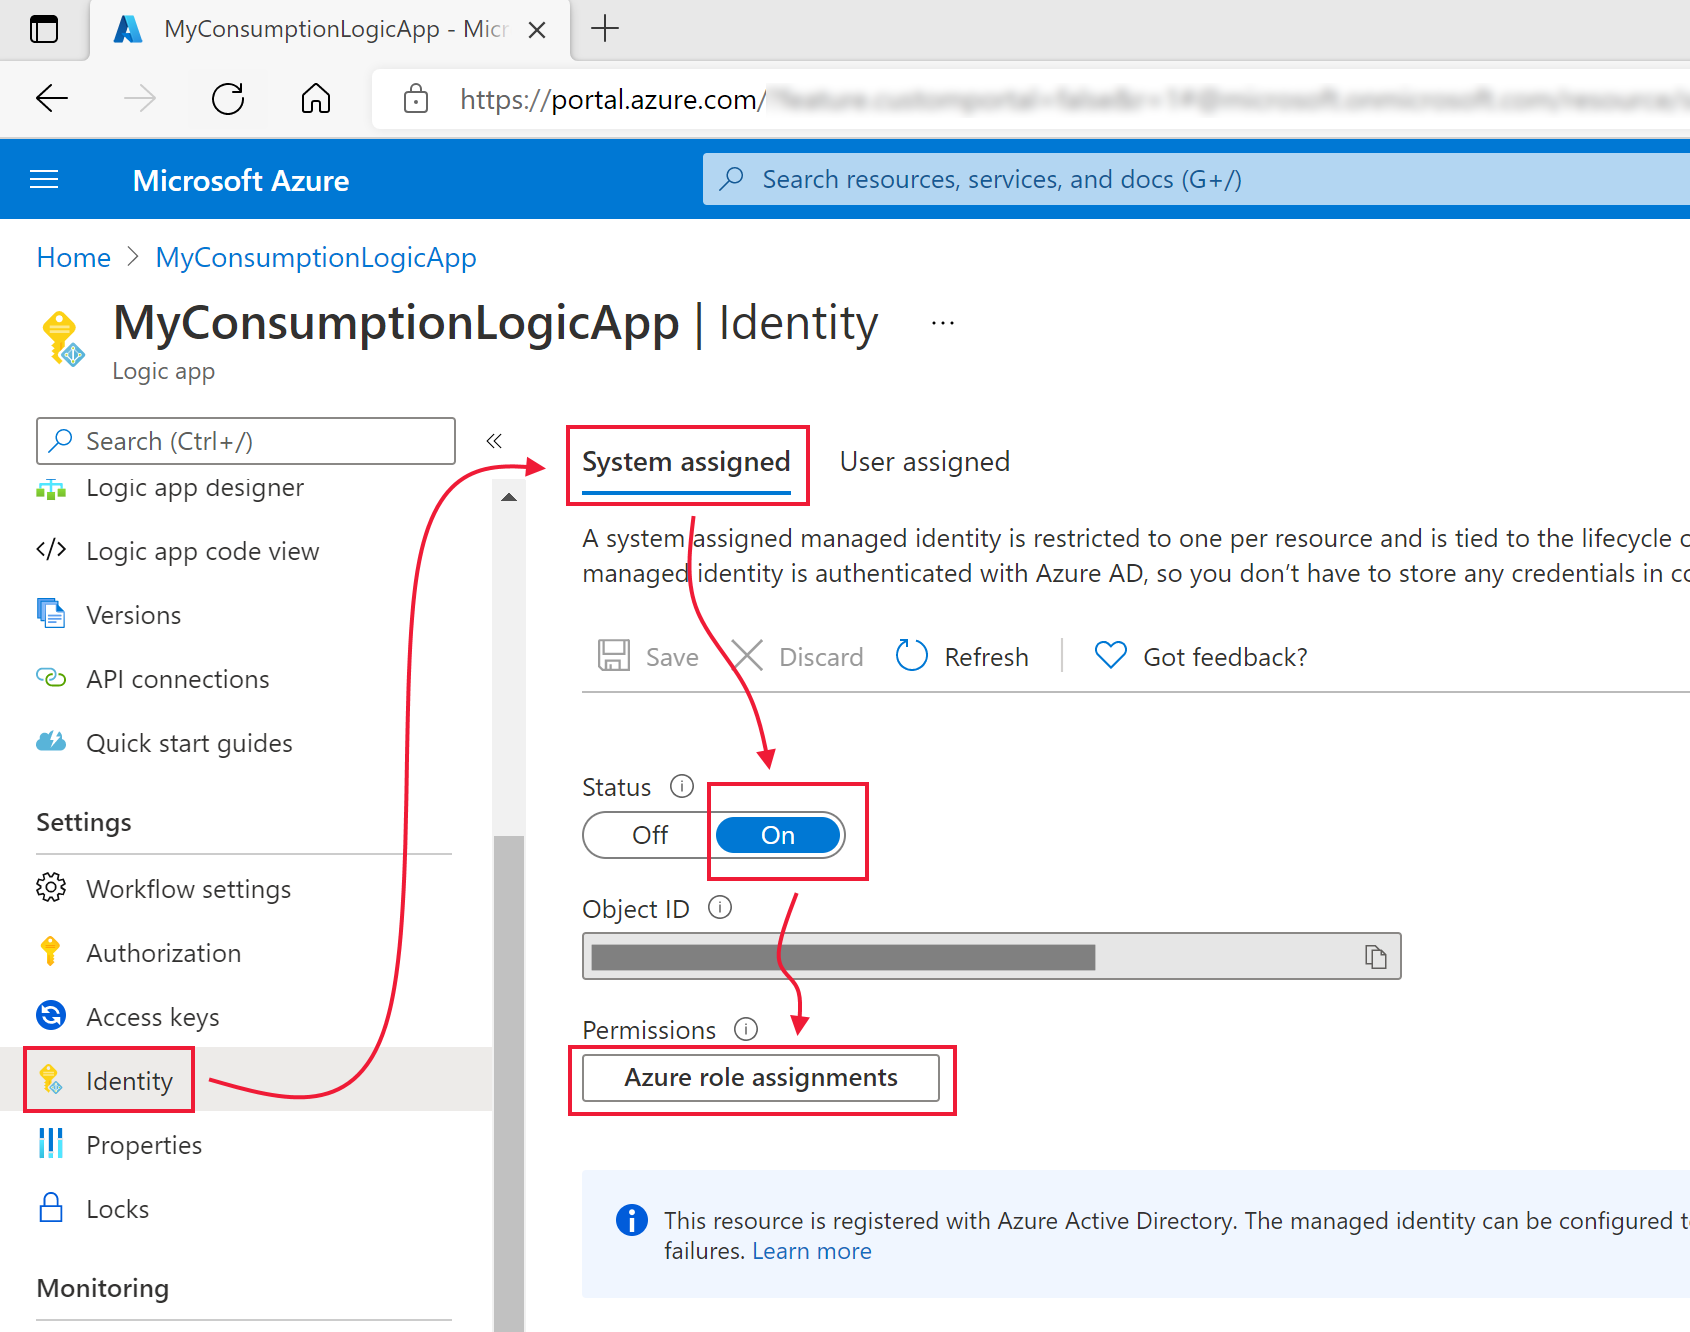 MyConsumptionLogicApp - Micr
https://portal.azure.com/
Microsoft Azure
Search resources, services, and docs (G+/)
Home > MyConsumptionLogicApp
MyConsumptionLogicApp | Identity ...
Logic app
Search (Ctrl+/)
«
Logic app designer
Logic app code view
Versions
API connections
Quick start guides
Settings
Workflow settings
Authorization
Access keys
Identity
Properties
Locks
Monitoring
System assigned User assigned
A system assigned managed identity is restricted to one per resource and is tied to the lifecycle
managed identity is authenticated with Azure AD, so you don’t have to store any credentials in
Save Discard Refresh Got feedback?
Status
Off On
Object ID
Permissions
Azure role assignments
This resource is registered with Azure Active Directory. The managed identity can be configured
failures. Learn more